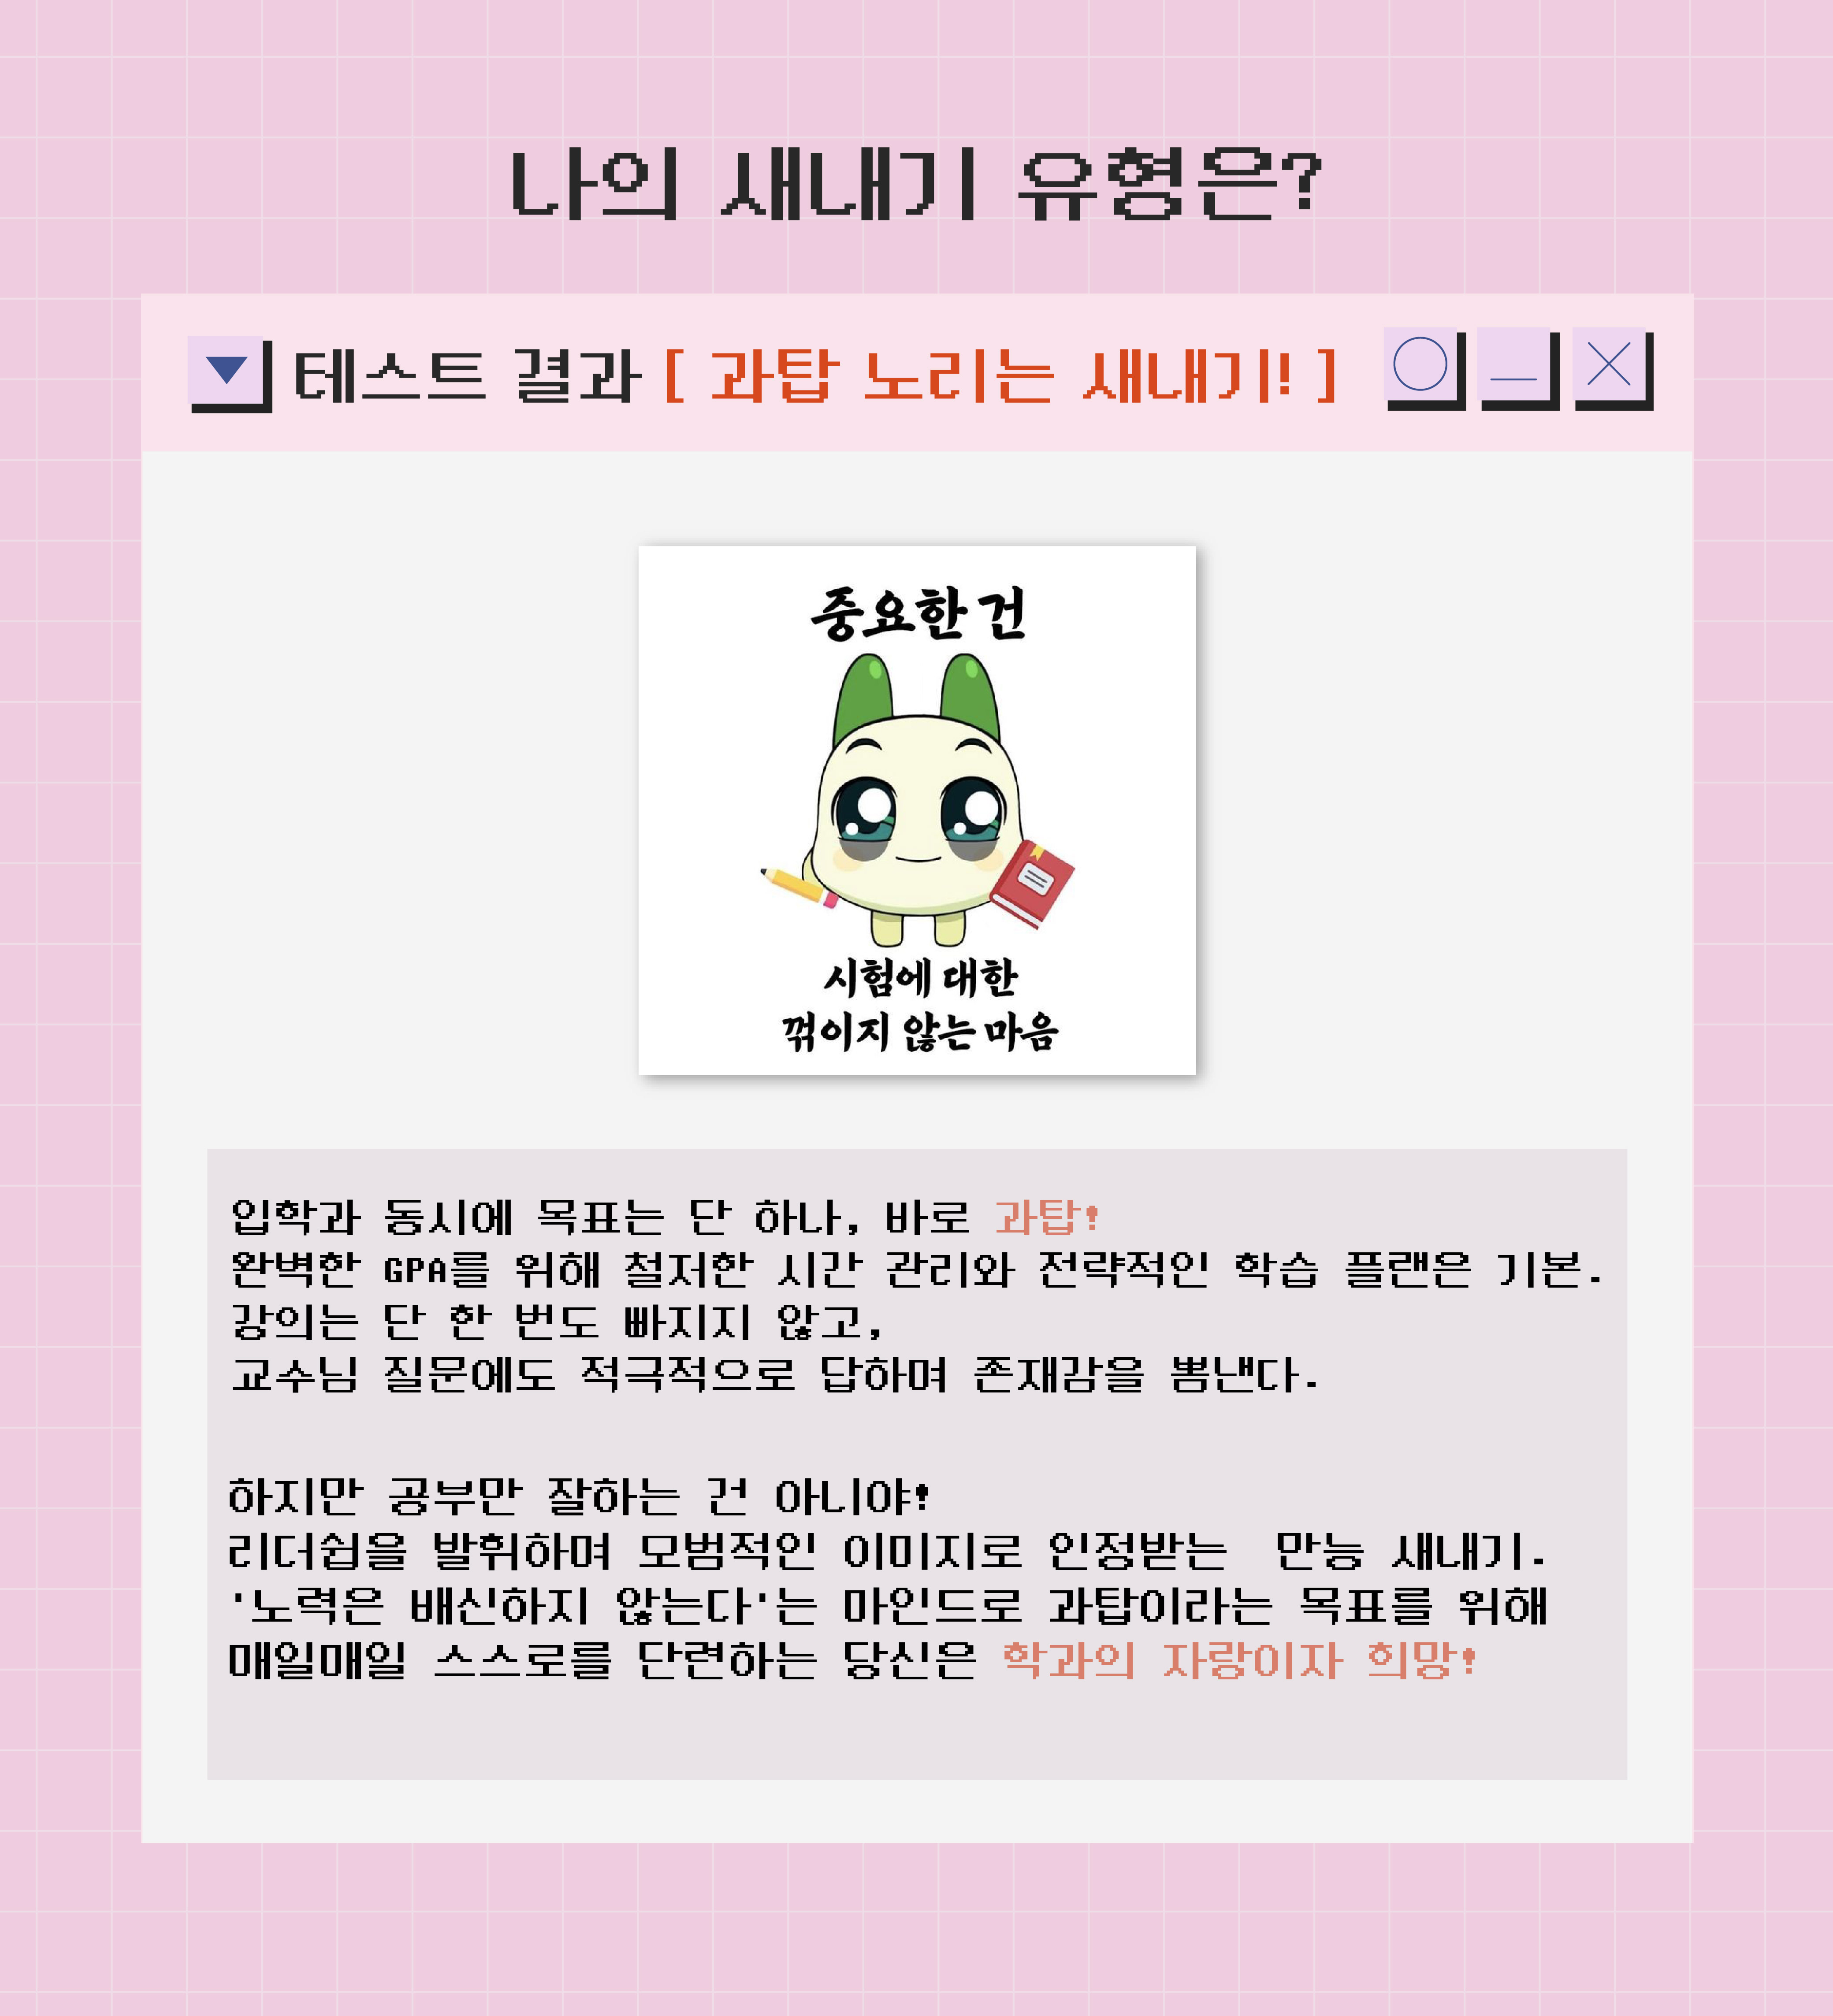 나의 새내기 유형은?
테스트 결과 [ 과탑 노리는 새내기! ]
중요한 건
시험에 대한
꺾이지 않는 마음
입학과 동시에 목표는 단 하나, 바로 과탑!
완벽한 GPA를 위해 철저한 시간 관리와 전략적인 학습 플랜은 기본.
강의는 단 한 번도 빠지지 않고,
교수님 질문에도 적극적으로 답하며 존재감을 뽐낸다.
하지만 공부만 잘하는 건 아니야!
리더쉽을 발휘하며 모범적인 이미지로 인정받는 만능 새내기.
'노력은 배신하지 않는다'는 마인드로 과탑이라는 목표를 위해
매일매일 스스로를 단련하는 당신은 학과의 자랑이자 희망!